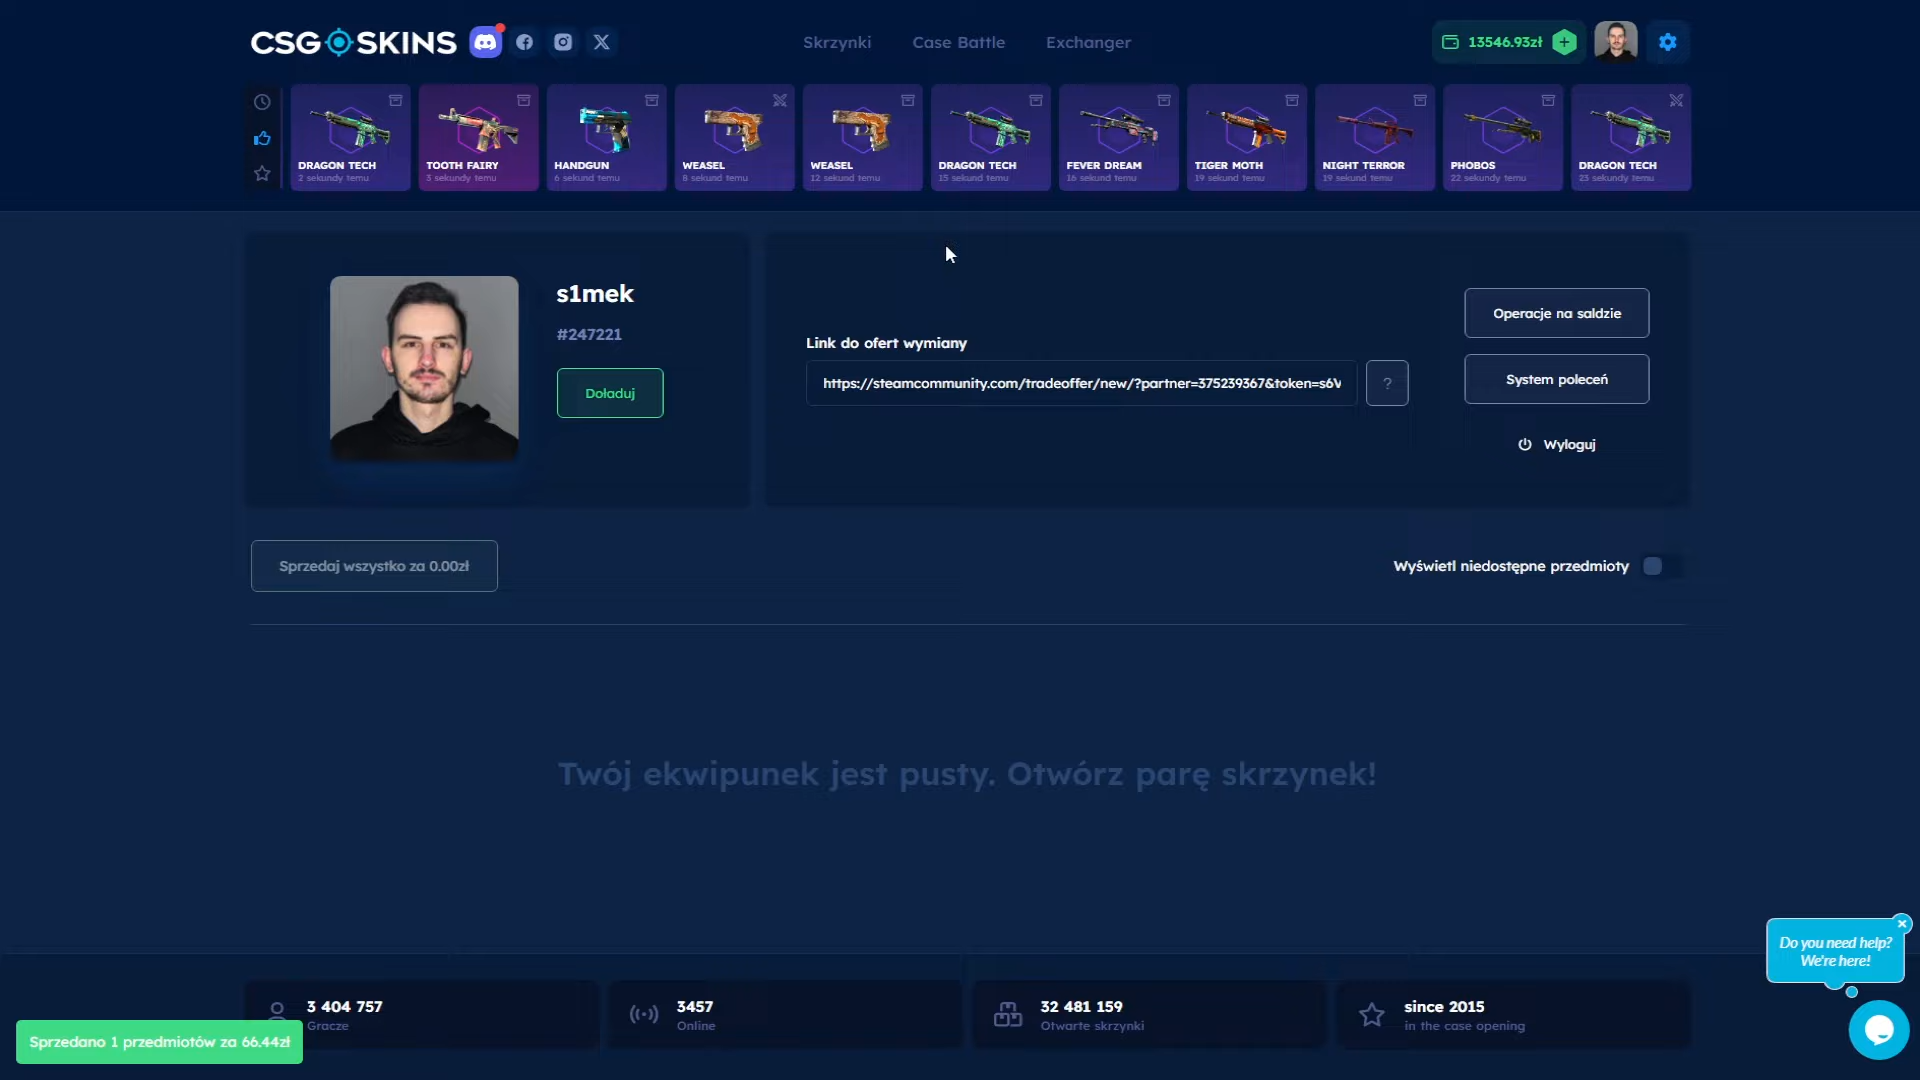 CSG SKINS
Skrzynki
Case Battle
Exchanger
13546.93zł
DRAGON TECH
2 sekundy temu
TOOTH FAIRY
3 sekundy temu
HANDGUN
6 sekund temu
WEASEL
8 sekund temu
WEASEL
12 sekund temu
DRAGON TECH
15 sekund temu
FEVER DREAM
16 sekund temu
TIGER MOTH
19 sekund temu
NIGHT TERROR
19 sekund temu
PHOBOS
22 sekundy temu
DRAGON TECH
23 sekundy temu
s1mek
#247221
Doładuj
Link do ofert wymiany
https://steamcommunity.com/tradeoffer/new/?partner=375239367&token=s6V
?
Operacje na saldzie
System poleceń
Wyloguj
Sprzedaj wszystko za 0.00zł
Wyświetl niedostępne przedmioty
Twój ekwipunek jest pusty. Otwórz parę skrzynek!
Do you need help?
We're here!
3 404 757
Gracze
3457
Online
32 481 159
Otwarte skrzynki
since 2015
in the case opening
Sprzedano 1 przedmiotów za 66.44zł